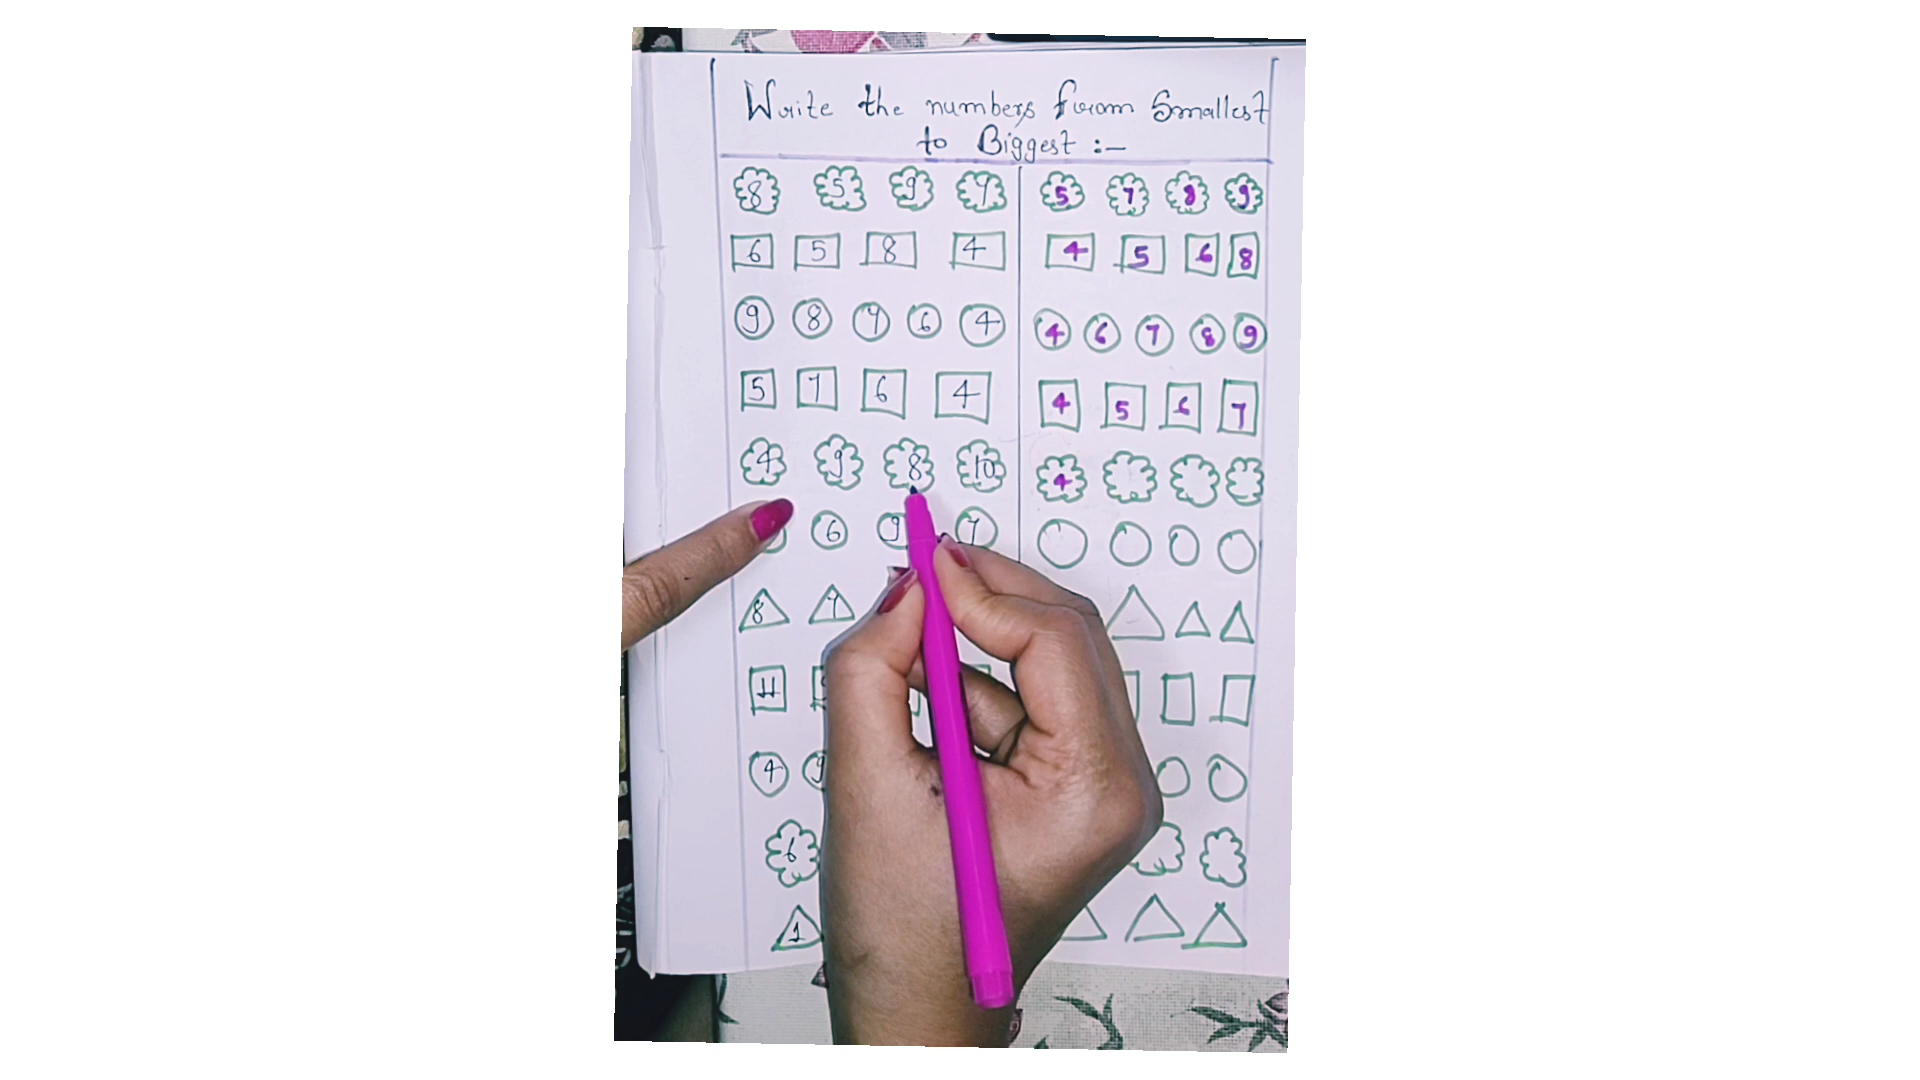 Write the numbers from Smallest
to Biggest :-
8 5 9 7 5 7 8 9
6 5 8 4 4 5 6 8
9 8 7 6 4 4 6 7 8 9
5 7 6 4 4 5 6 7
4 9 8 10 4
6 9 7
8 7
11
4 9
6
1